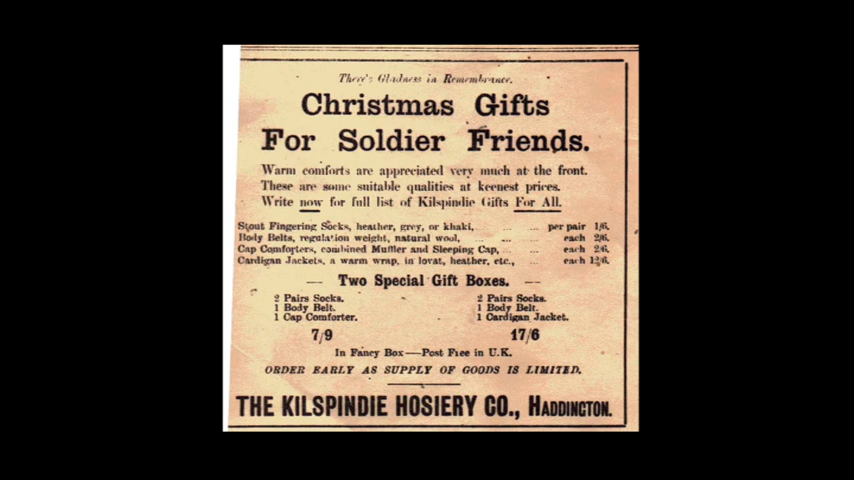 There's Gladness in Remembrance.
Christmas Gifts
For Soldier Friends.
Warm comforts are appreciated very much at the front.
These are some suitable qualities at keenest prices.
Write now for full list of Kilspindie Gifts For All.
Stout Fingering Socks, heather, grey, or khaki, ... ... per pair 1/6.
Body Belts, regulation weight, natural wool, ... ... ... each 2/6.
Cap Comforters, combined Muffler and Sleeping Cap, ... ... each 2/6.
Cardigan Jackets, a warm wrap, in lovat, heather, etc., ... each 12/6.
— Two Special Gift Boxes. —
2 Pairs Socks. 2 Pairs Socks.
1 Body Belt. 1 Body Belt.
1 Cap Comforter. 1 Cardigan Jacket.
7/9 17/6
In Fancy Box—Post Free in U.K.
ORDER EARLY AS SUPPLY OF GOODS IS LIMITED.
THE KILSPINDIE HOSIERY CO., HADDINGTON.